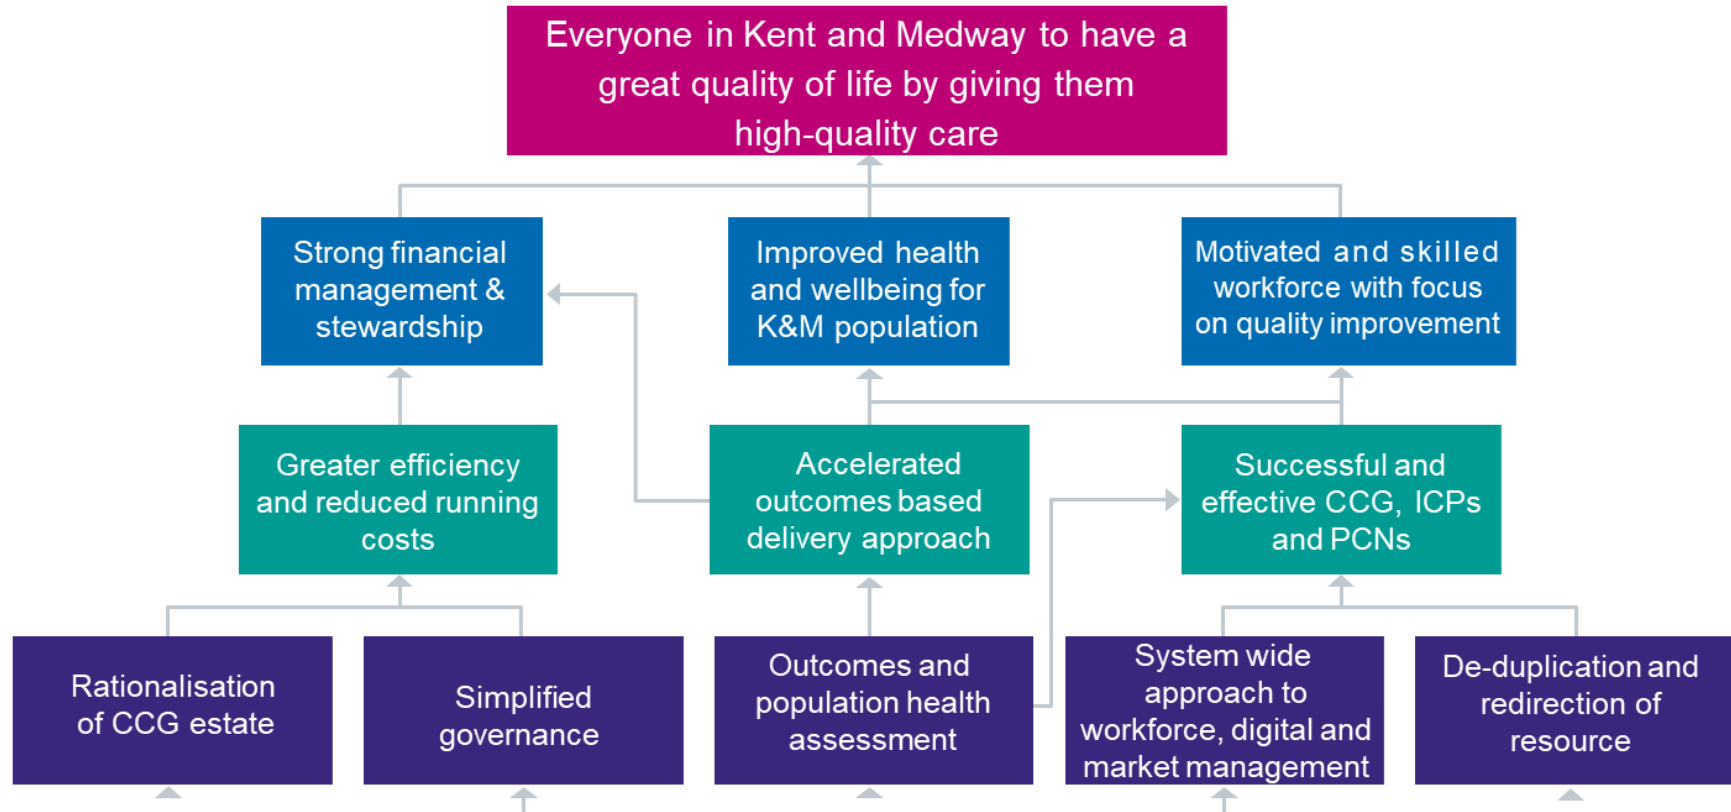 Everyone in Kent and Medway to have a
great quality of life by giving them
high-quality care
Strong financial
management &
stewardship
Improved health
and wellbeing for
K&M population
Motivated and skilled
workforce with focus
on quality improvement
Greater efficiency
and reduced running
costs
Accelerated
outcomes based
delivery approach
Successful and
effective CCG, ICPs
and PCNs
Rationalisation
of CCG estate
Simplified
governance
Outcomes and
population health
assessment
System wide
approach to
workforce, digital and
market management
De-duplication and
redirection of
resource